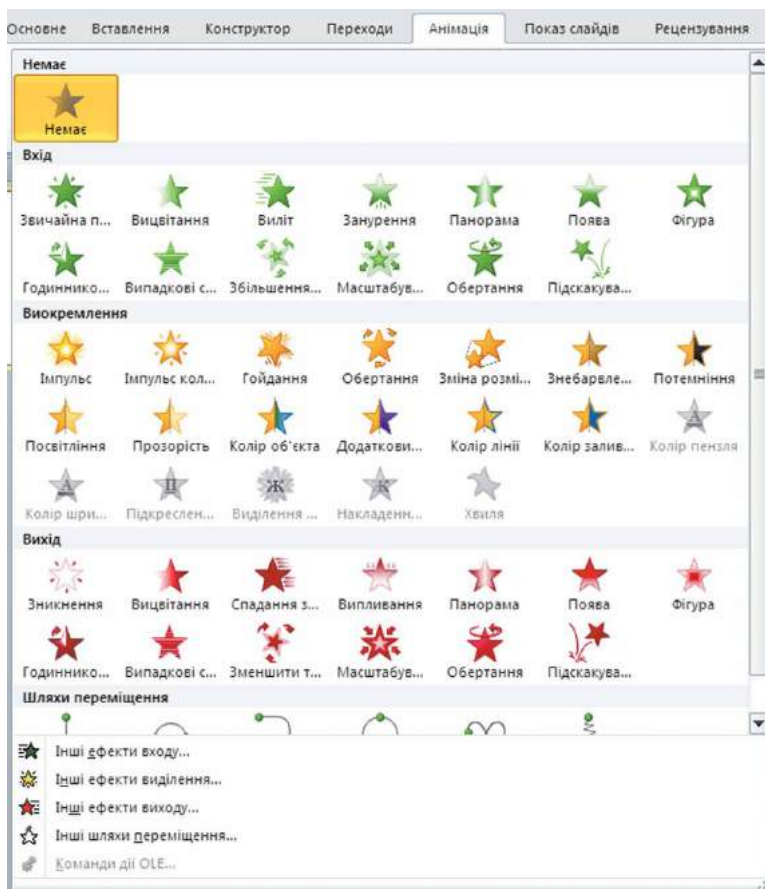 Основне Вставлення Конструктор Переходи Анімація Показ слайдів Рецензування
Немає
Немає
Вхід
Звичайна п... Вицвітання Виліт Занурення Панорама Поява Фігура
Годиннико... Випадкові с... Збільшення... Масштабув... Обертання Підскакува...
Виокремлення
Імпульс Імпульс кол... Гойдання Обертання Зміна розмі... Знебарвле... Потемніння
Посвітління Прозорість Колір об'єкта Додаткови... Колір лінії Колір залив... Колір пензля
Колір шри... Підкреслен... Виділення ... Накладенн... Хвиля
Вихід
Зникнення Вицвітання Спадання з... Випливання Панорама Поява Фігура
Годиннико... Випадкові с... Зменшити т... Масштабув... Обертання Підскакува...
Шляхи переміщення
Інші ефекти входу...
Інші ефекти виділення...
Інші ефекти виходу...
Інші шляхи переміщення...
Команди дії OLE...